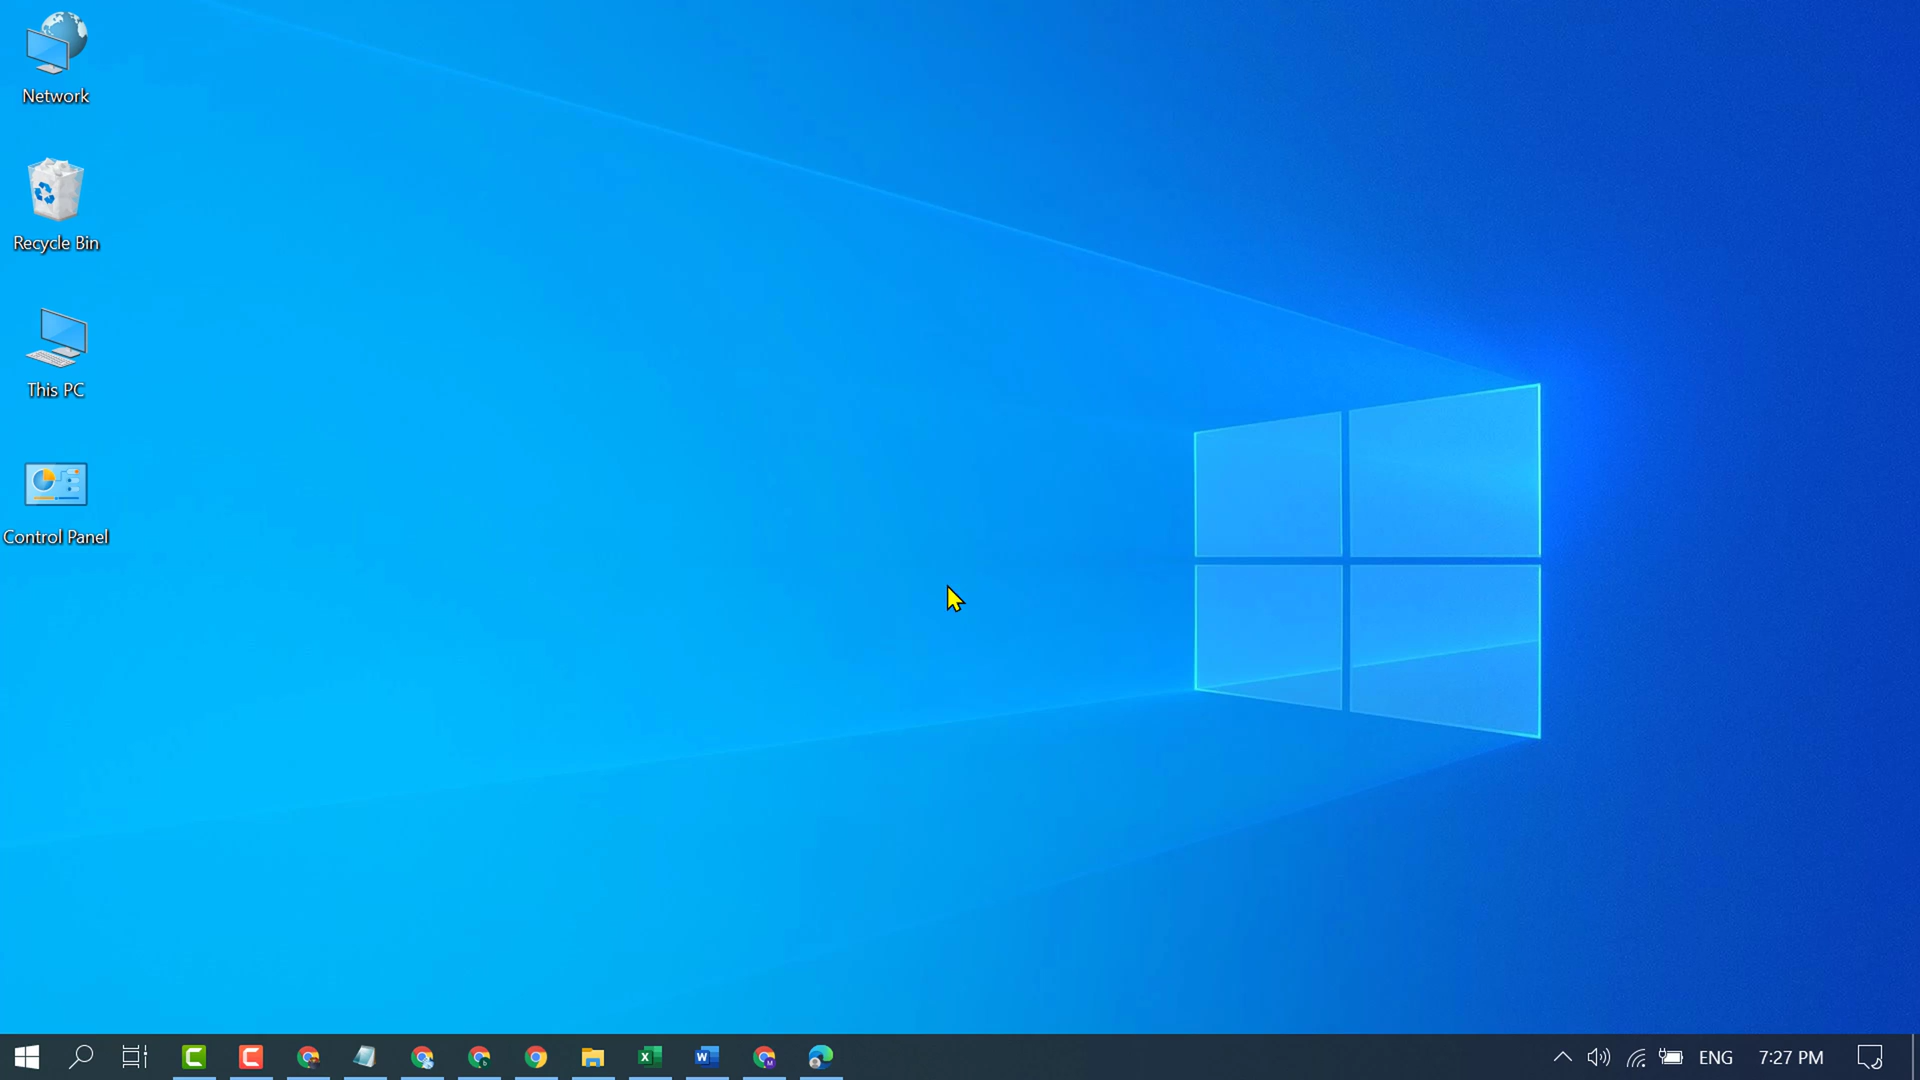 Network
Recycle Bin
This PC
Control Panel
ENG
7:27 PM